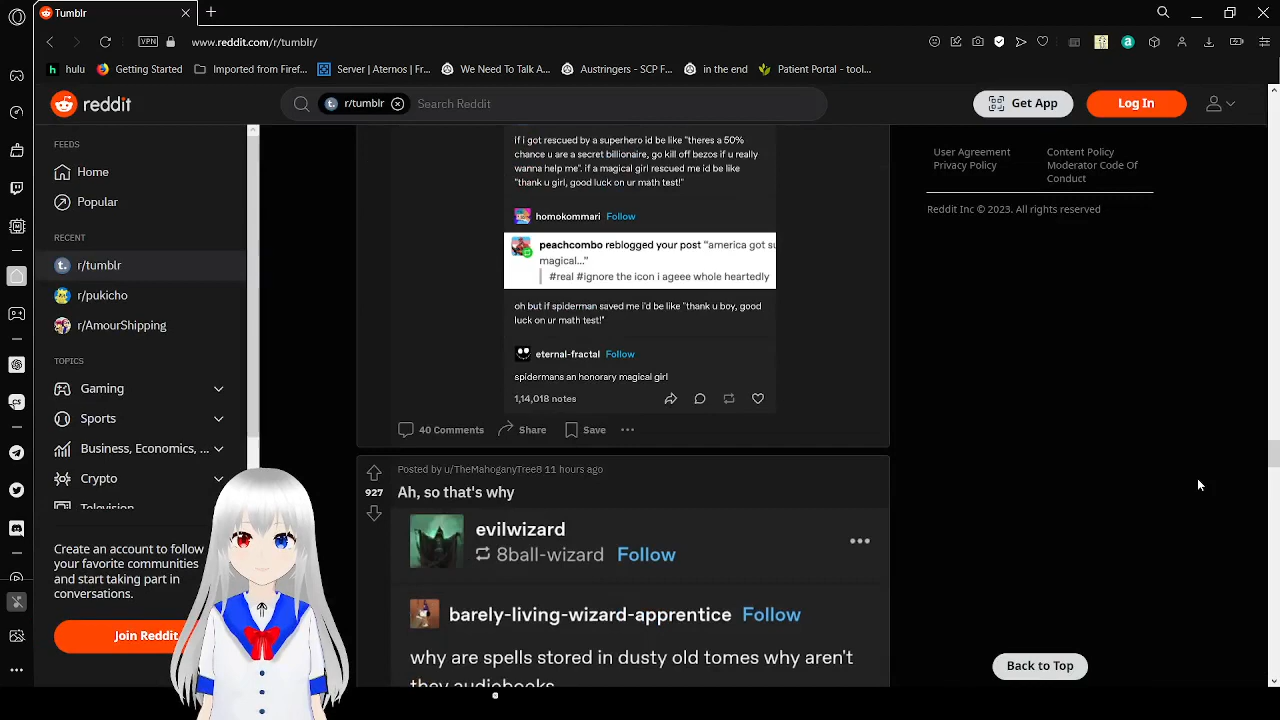 Tumblr
VPN
www.reddit.com/r/tumblr/
hulu
Getting Started
Imported from Firef...
Server | Aternos | Fr...
We Need To Talk A...
Austringers - SCP F...
in the end
Patient Portal - tool...
reddit
r/tumblr
Search Reddit
Get App
Log In
FEEDS
Home
Popular
RECENT
r/tumblr
r/pukicho
r/AmourShipping
TOPICS
Gaming
Sports
Business, Economics, ...
Crypto
Television
Create an account to follow
your favorite communities
and start taking part in
conversations.
Join Reddit
if i got rescued by a superhero id be like "theres a 50%
chance u are a secret billionaire, go kill off bezos if u really
wanna help me". if a magical girl rescued me id be like
"thank u girl, good luck on ur math test!"
homokommari Follow
peachcombo reblogged your post "america got su
magical..."
#real #ignore the icon i ageee whole heartedly
oh but if spiderman saved me i'd be like "thank u boy, good
luck on ur math test!"
eternal-fractal Follow
spidermans an honorary magical girl
1,14,018 notes
40 Comments
Share
Save
Posted by u/TheMahoganyTree8 11 hours ago
927
Ah, so that's why
evilwizard
8ball-wizard Follow
barely-living-wizard-apprentice Follow
why are spells stored in dusty old tomes why aren't
they audiobooks
User Agreement
Privacy Policy
Content Policy
Moderator Code Of
Conduct
Reddit Inc © 2023. All rights reserved
Back to Top